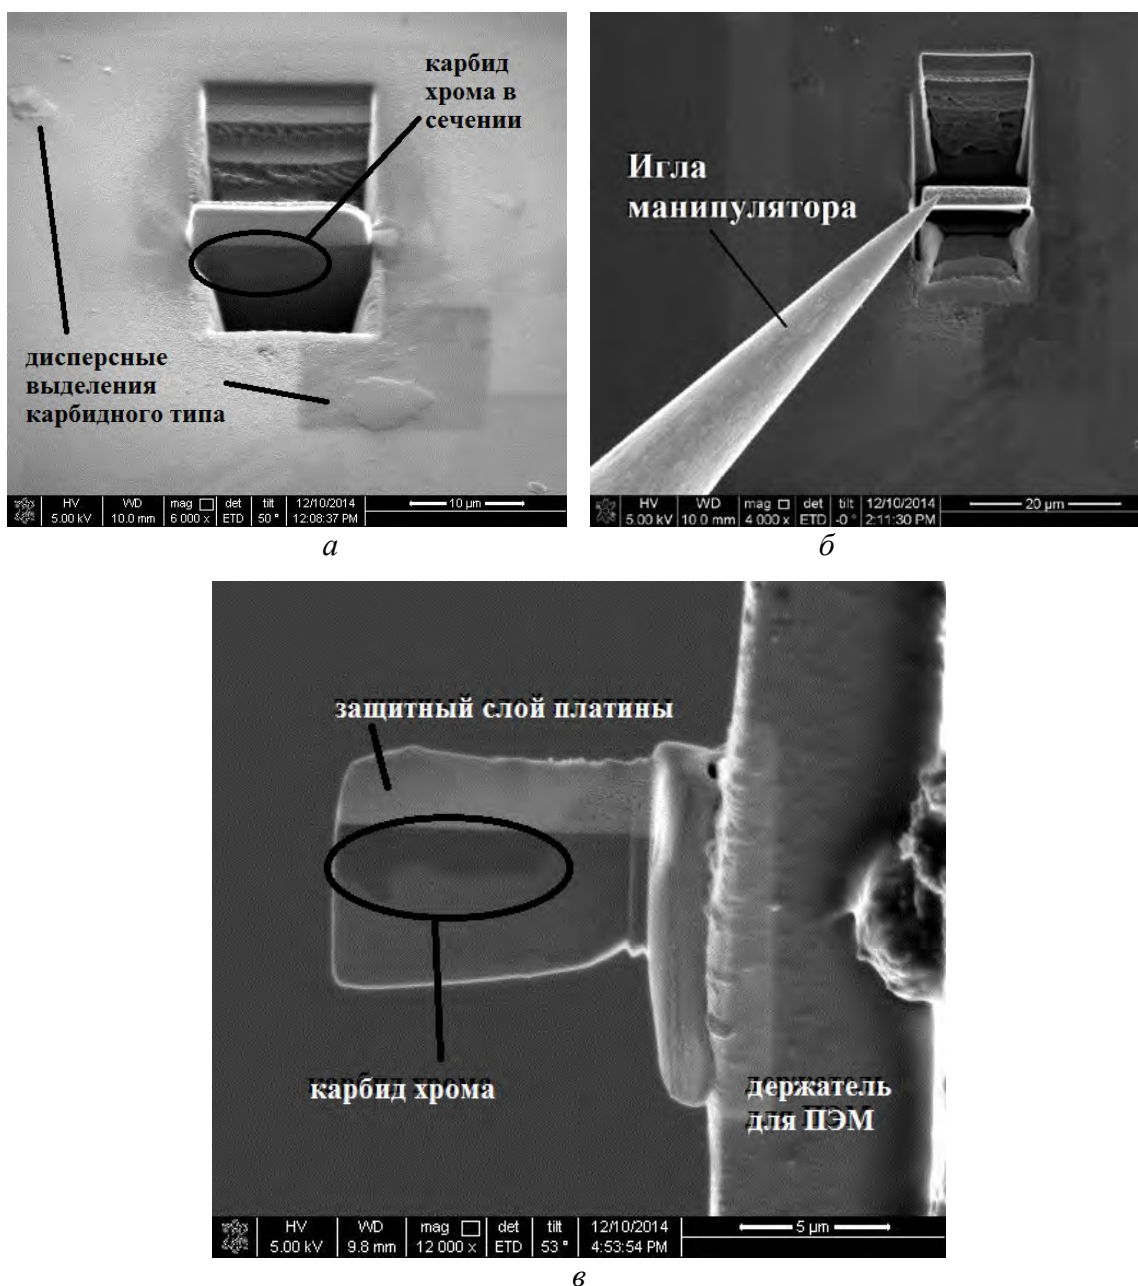 карбид
хрома в
сечении
дисперсные
выделения
карбидного типа
HV WD mag det tilt 12/10/2014 10 µm
5.00 kV 10.0 mm 6 000 x ETD 50 ° 12:08:37 PM
а
Игла
манипулятора
HV WD mag det tilt 12/10/2014 20 µm
5.00 kV 10.0 mm 4 000 x ETD -0 ° 2:11:30 PM
б
защитный слой платины
карбид хрома
держатель
для ПЭМ
HV WD mag det tilt 12/10/2014 5 µm
5.00 kV 9.8 mm 12 000 x ETD 53 ° 4:53:54 PM
в